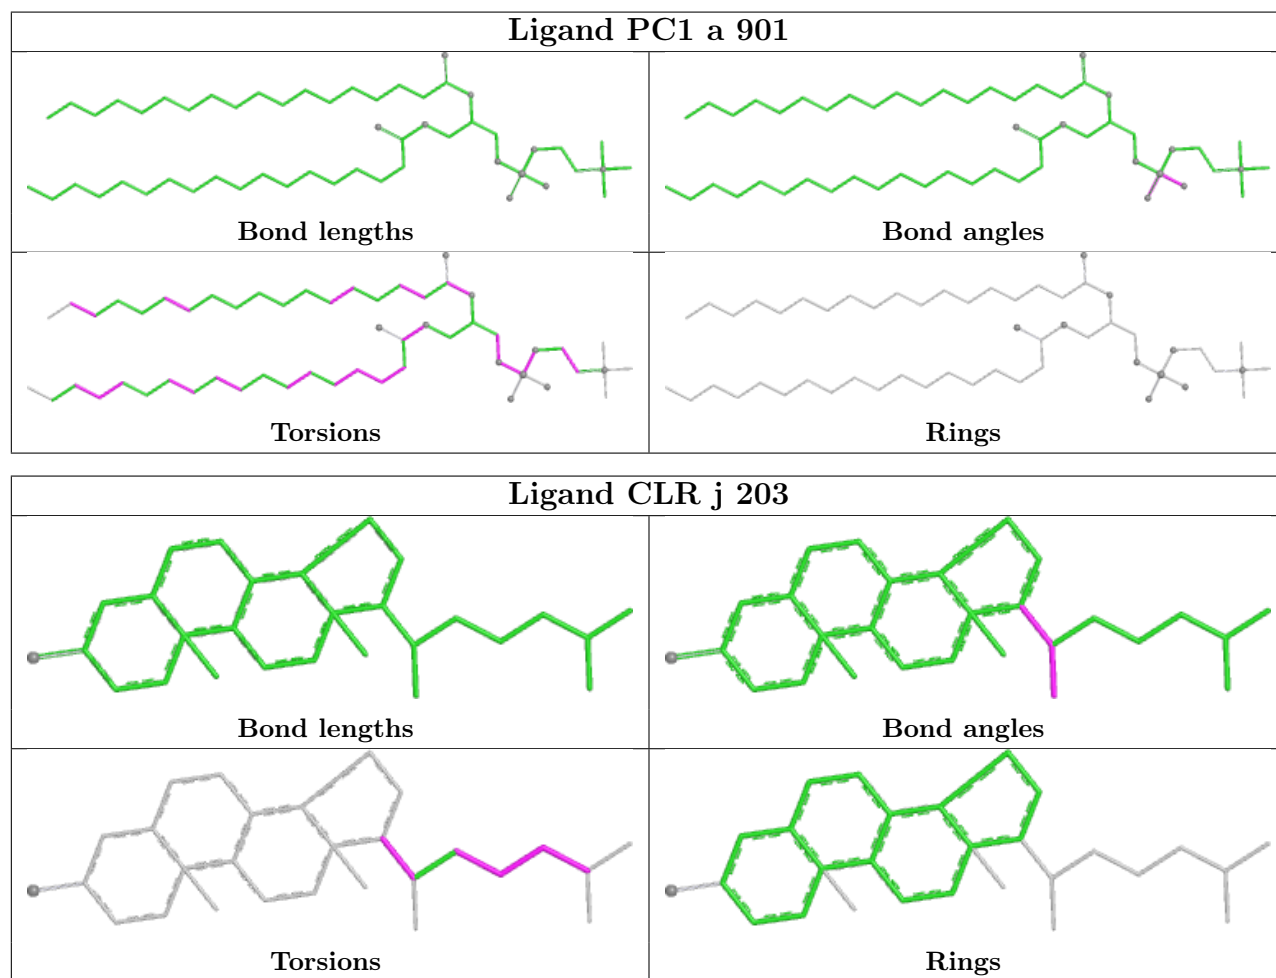 Ligand PC1 a 901
Bond lengths
Bond angles
Torsions
Rings
Ligand CLR j 203
Bond lengths
Bond angles
Torsions
Rings